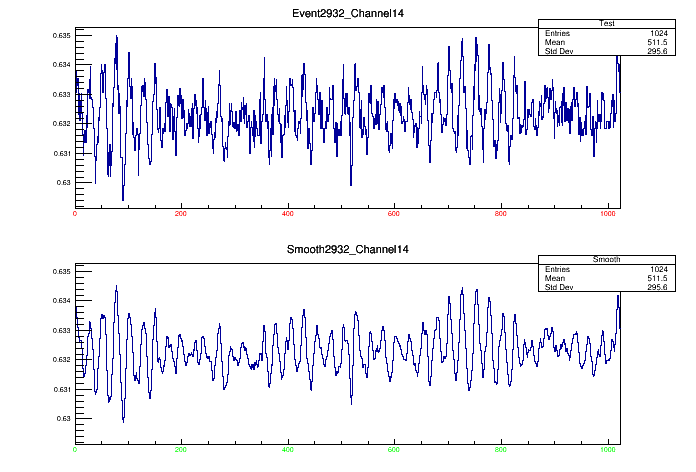 Event2932_Channel14
Test
Entries 1024
Mean 511.5
Std Dev 295.6
0.635
0.634
0.633
0.632
0.631
0.63
0 200 400 600 800 1000
Smooth2932_Channel14
Smooth
Entries 1024
Mean 511.5
Std Dev 295.6
0.635
0.634
0.633
0.632
0.631
0.63
0 200 400 600 800 1000